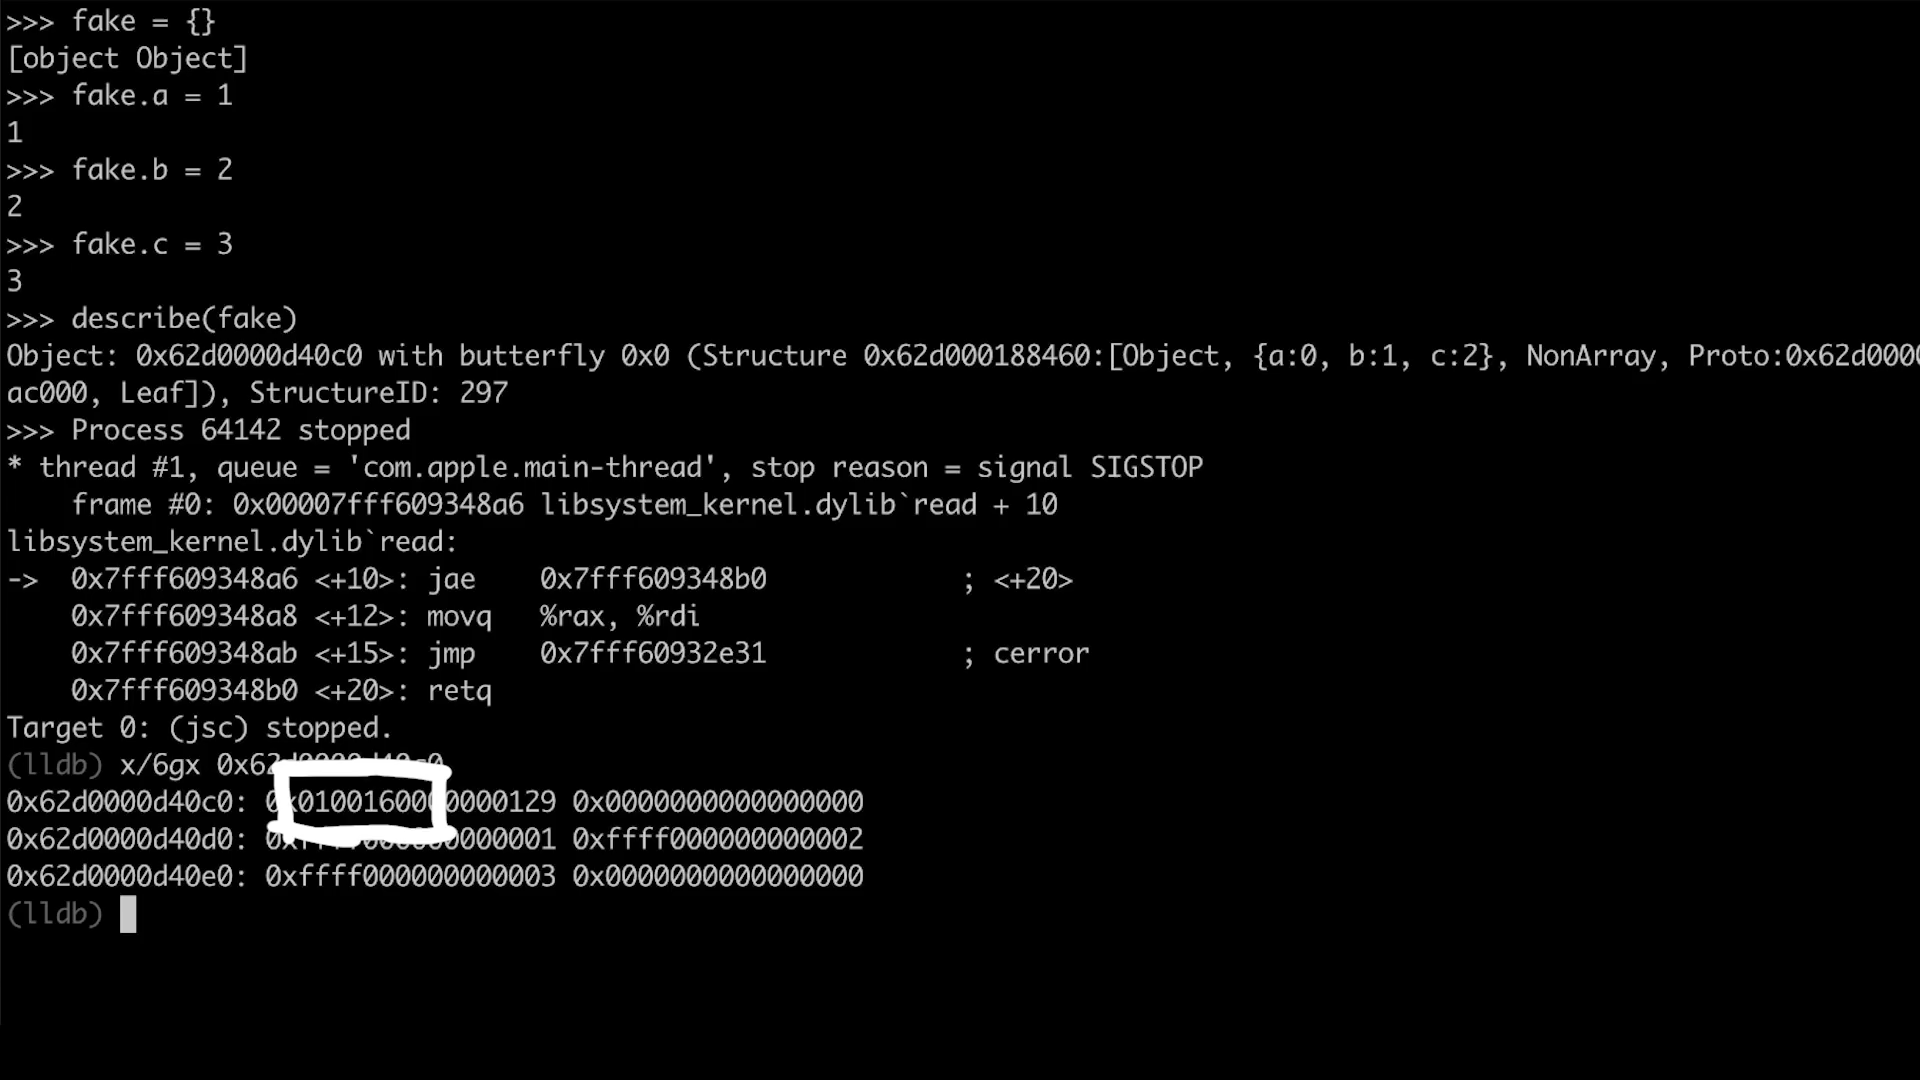 >>> fake = {}
[object Object]
>>> fake.a = 1
1
>>> fake.b = 2
2
>>> fake.c = 3
3
>>> describe(fake)
Object: 0x62d0000d40c0 with butterfly 0x0 (Structure 0x62d000188460:[Object, {a:0, b:1, c:2}, NonArray, Proto:0x62d0000
ac000, Leaf]), StructureID: 297
>>> Process 64142 stopped
* thread #1, queue = 'com.apple.main-thread', stop reason = signal SIGSTOP
frame #0: 0x00007fff609348a6 libsystem_kernel.dylib`read + 10
libsystem_kernel.dylib`read:
-> 0x7fff609348a6 <+10>: jae 0x7fff609348b0 ; <+20>
0x7fff609348a8 <+12>: movq %rax, %rdi
0x7fff609348ab <+15>: jmp 0x7fff60932e31 ; cerror
0x7fff609348b0 <+20>: retq
Target 0: (jsc) stopped.
(lldb) x/6gx 0x62d0000d40c0
0x62d0000d40c0: 0x0100160000000129 0x0000000000000000
0x62d0000d40d0: 0xffff000000000001 0xffff000000000002
0x62d0000d40e0: 0xffff000000000003 0x0000000000000000
(lldb)